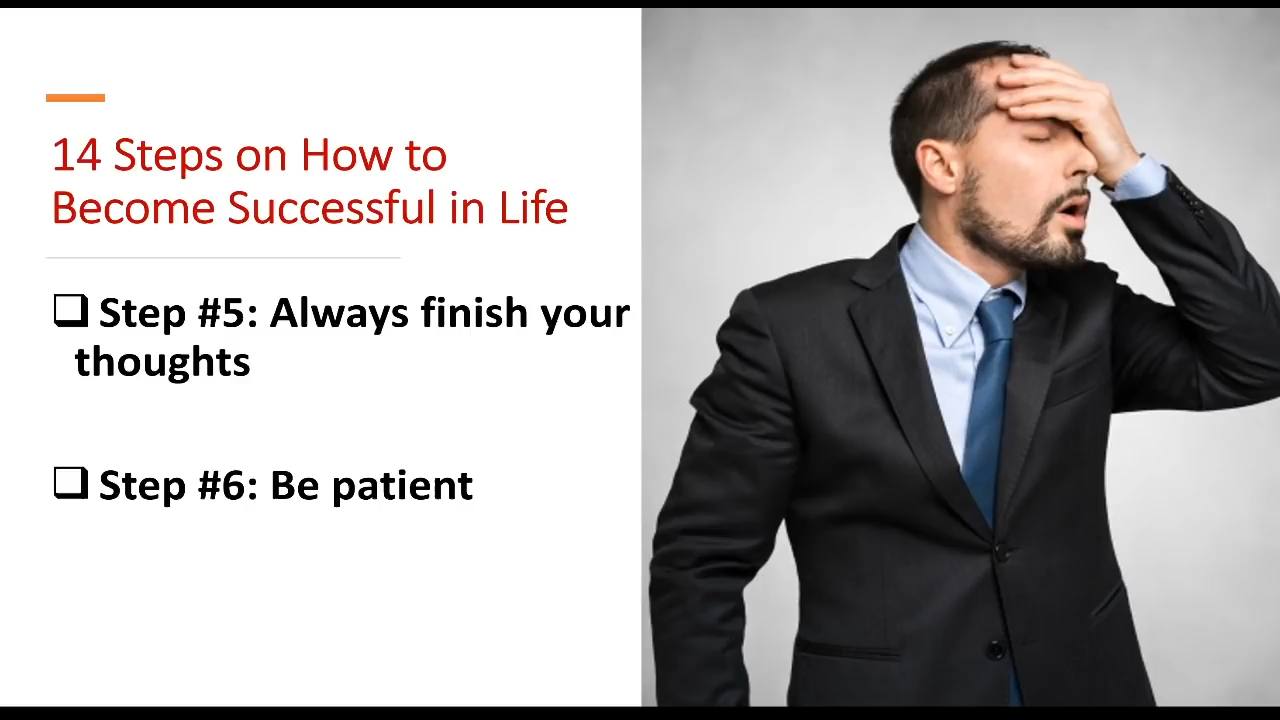 14 Steps on How to
Become Successful in Life
❑ Step #5: Always finish your
thoughts
❑ Step #6: Be patient